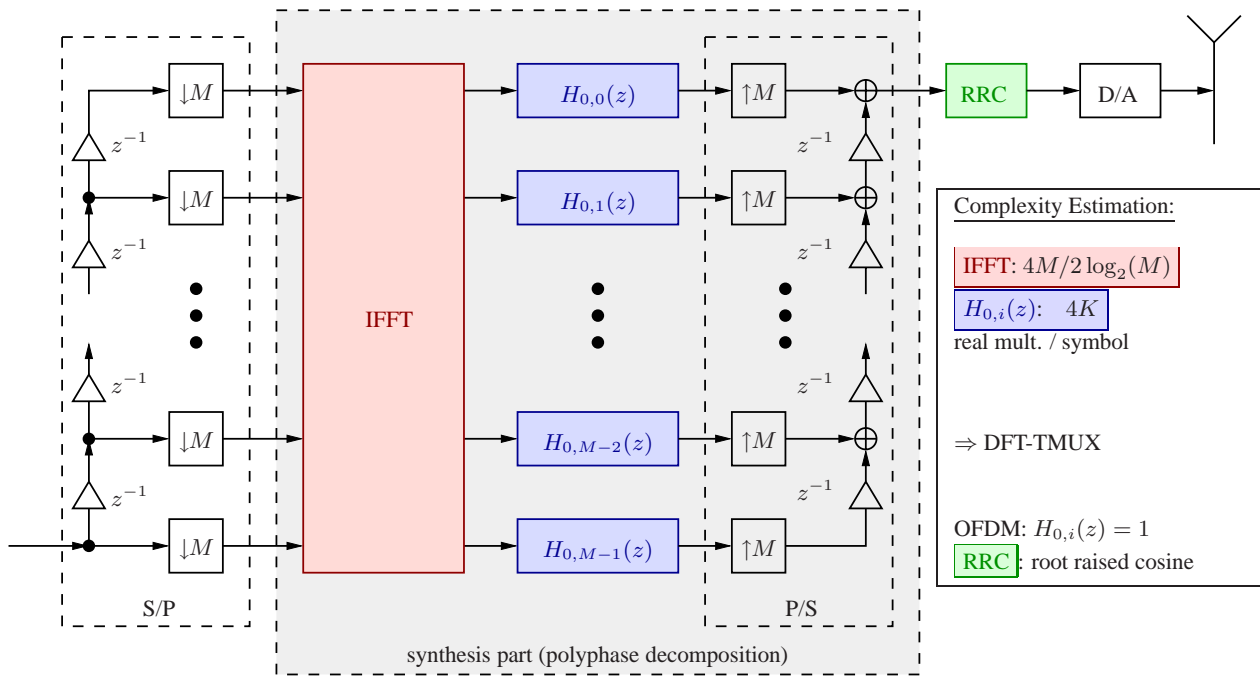 ↓M
z⁻¹
↓M
z⁻¹
z⁻¹
↓M
z⁻¹
↓M
S/P
IFFT
H₀,₀(z)
H₀,₁(z)
H₀,M−2(z)
H₀,M−1(z)
↑M
z⁻¹
↑M
z⁻¹
z⁻¹
↑M
z⁻¹
↑M
P/S
synthesis part (polyphase decomposition)
RRC
D/A
Complexity Estimation:
IFFT: 4M/2 log₂(M)
H₀,ᵢ(z): 4K
real mult. / symbol
⇒ DFT-TMUX
OFDM: H₀,ᵢ(z) = 1
RRC: root raised cosine